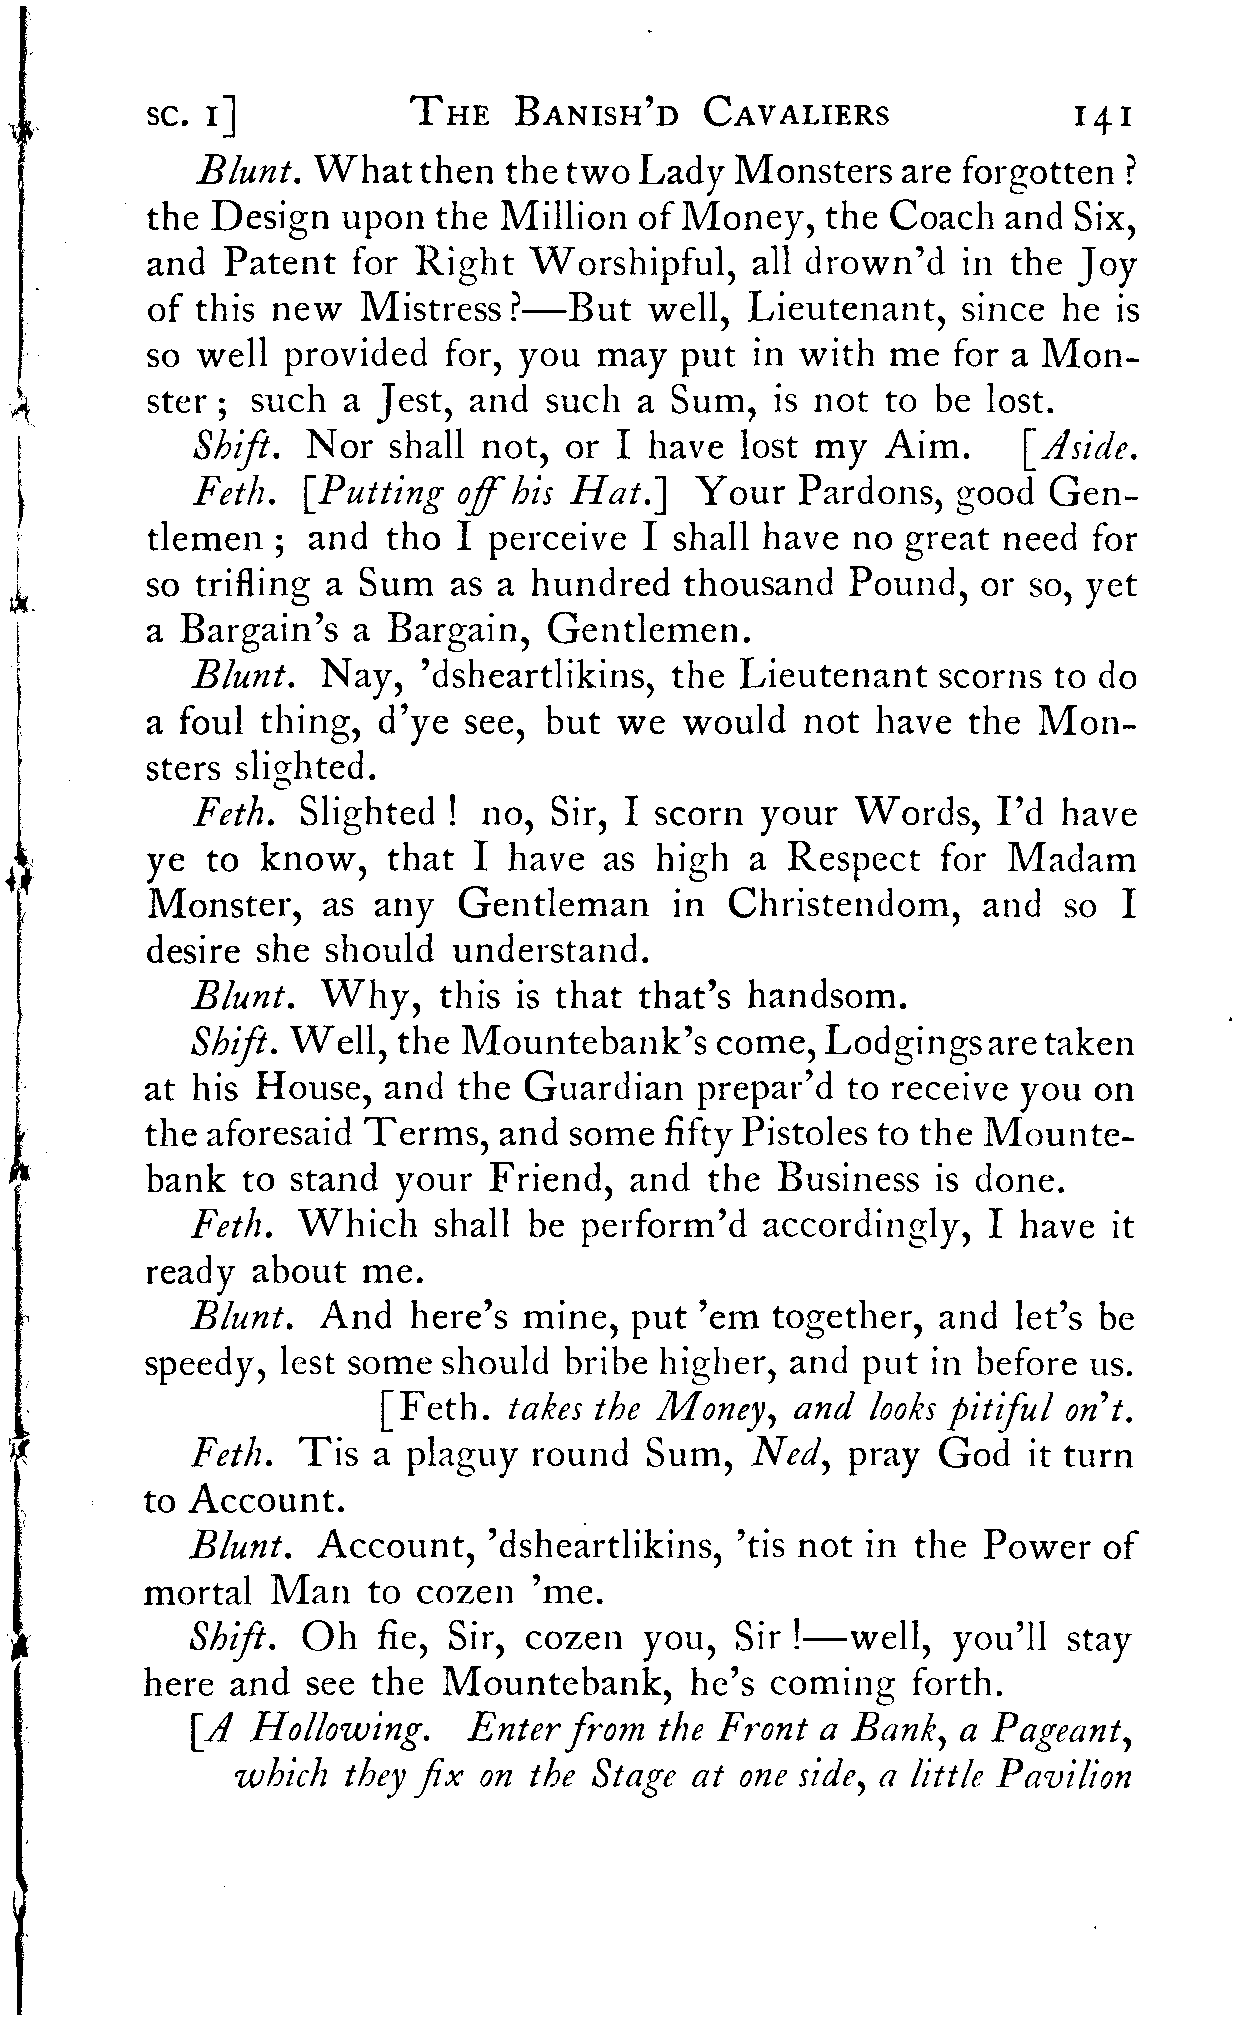 SC. I] THE BANISH'D CAVALIERS 141
Blunt. What then the two Lady Monsters are forgotten ?
the Design upon the Million of Money, the Coach and Six,
and Patent for Right Worshipful, all drown'd in the Joy
of this new Mistress ?—But well, Lieutenant, since he is
so well provided for, you may put in with me for a Mon-
ster ; such a Jest, and such a Sum, is not to be lost.
Shift. Nor shall not, or I have lost my Aim. [Aside.
Feth. [Putting off his Hat.] Your Pardons, good Gen-
tlemen ; and tho I perceive I shall have no great need for
so trifling a Sum as a hundred thousand Pound, or so, yet
a Bargain's a Bargain, Gentlemen.
Blunt. Nay, 'dsheartlikins, the Lieutenant scorns to do
a foul thing, d'ye see, but we would not have the Mon-
sters slighted.
Feth. Slighted ! no, Sir, I scorn your Words, I'd have
ye to know, that I have as high a Respect for Madam
Monster, as any Gentleman in Christendom, and so I
desire she should understand.
Blunt. Why, this is that that's handsom.
Shift. Well, the Mountebank's come, Lodgings are taken
at his House, and the Guardian prepar'd to receive you on
the aforesaid Terms, and some fifty Pistoles to the Mounte-
bank to stand your Friend, and the Business is done.
Feth. Which shall be perform'd accordingly, I have it
ready about me.
Blunt. And here's mine, put 'em together, and let's be
speedy, lest some should bribe higher, and put in before us.
[Feth. takes the Money, and looks pitiful on't.
Feth. Tis a plaguy round Sum, Ned, pray God it turn
to Account.
Blunt. Account, 'dsheartlikins, 'tis not in the Power of
mortal Man to cozen 'me.
Shift. Oh fie, Sir, cozen you, Sir !—well, you'll stay
here and see the Mountebank, he's coming forth.
[A Hollowing. Enter from the Front a Bank, a Pageant,
which they fix on the Stage at one side, a little Pavilion